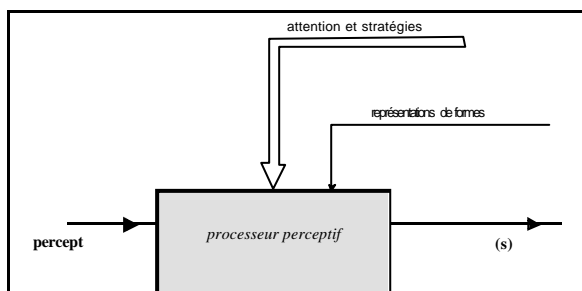 attention et stratégies
représentations de formes
processeur perceptif
percept
(s)